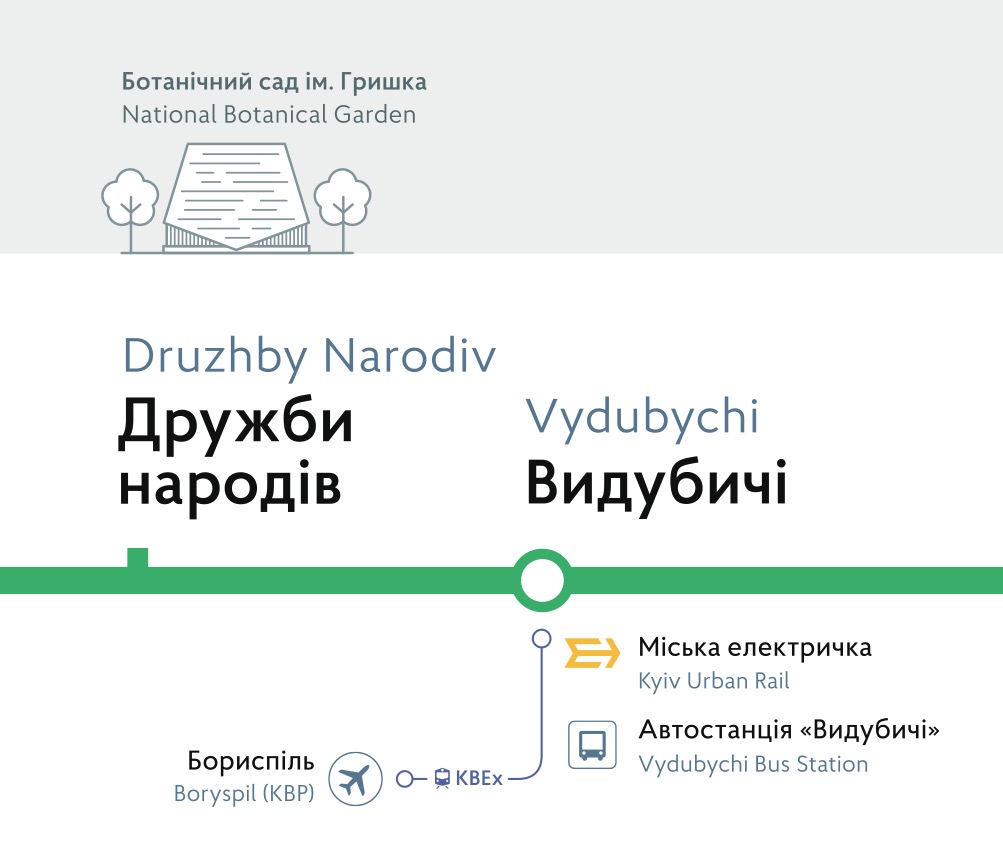 Ботанічний сад ім. Гришка
National Botanical Garden
Druzhby Narodiv
Дружби
народів
Vydubychi
Видубичі
Міська електричка
Kyiv Urban Rail
Автостанція «Видубичі»
Vydubychi Bus Station
Бориспіль
Boryspil (KBP)
KBEx